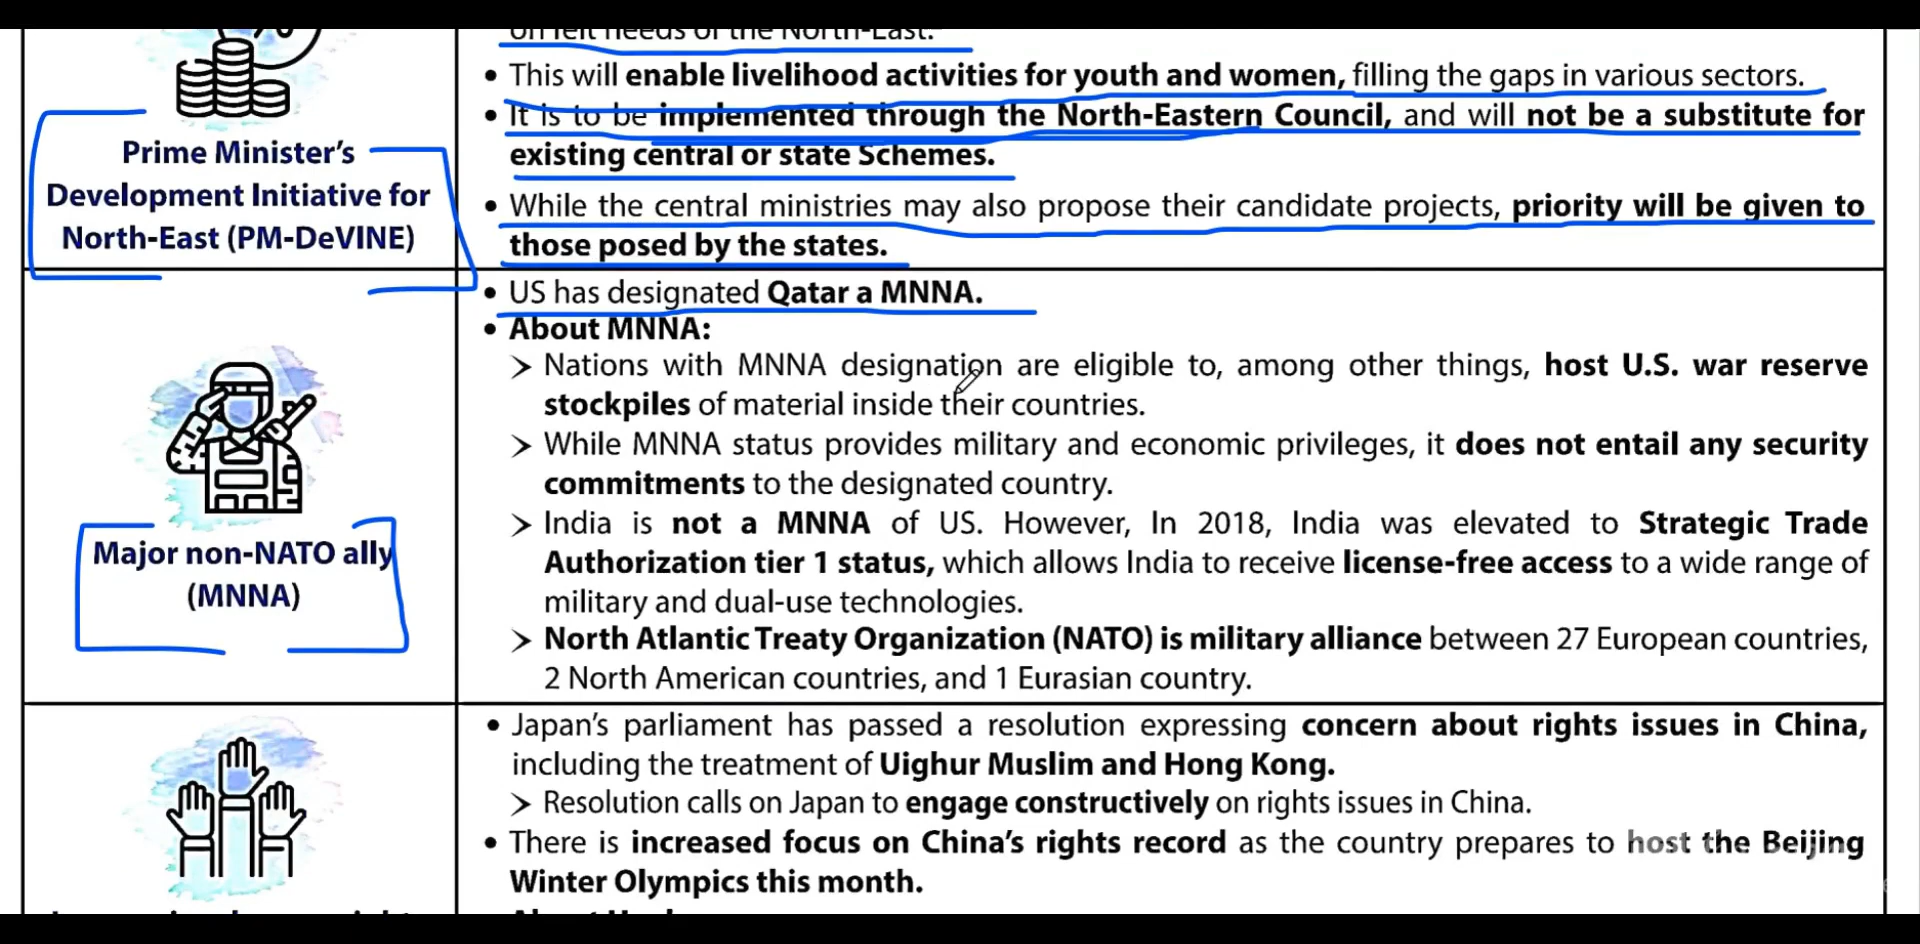 on felt needs of the North-East.
• This will enable livelihood activities for youth and women, filling the gaps in various sectors.
• It is to be implemented through the North-Eastern Council, and will not be a substitute for
existing central or state Schemes.
• While the central ministries may also propose their candidate projects, priority will be given to
those posed by the states.
Prime Minister’s
Development Initiative for
North-East (PM-DeVINE)
• US has designated Qatar a MNNA.
• About MNNA:
➢ Nations with MNNA designation are eligible to, among other things, host U.S. war reserve
stockpiles of material inside their countries.
➢ While MNNA status provides military and economic privileges, it does not entail any security
commitments to the designated country.
➢ India is not a MNNA of US. However, In 2018, India was elevated to Strategic Trade
Authorization tier 1 status, which allows India to receive license-free access to a wide range of
military and dual-use technologies.
➢ North Atlantic Treaty Organization (NATO) is military alliance between 27 European countries,
2 North American countries, and 1 Eurasian country.
Major non-NATO ally
(MNNA)
• Japan’s parliament has passed a resolution expressing concern about rights issues in China,
including the treatment of Uighur Muslim and Hong Kong.
➢ Resolution calls on Japan to engage constructively on rights issues in China.
• There is increased focus on China’s rights record as the country prepares to host the Beijing
Winter Olympics this month.